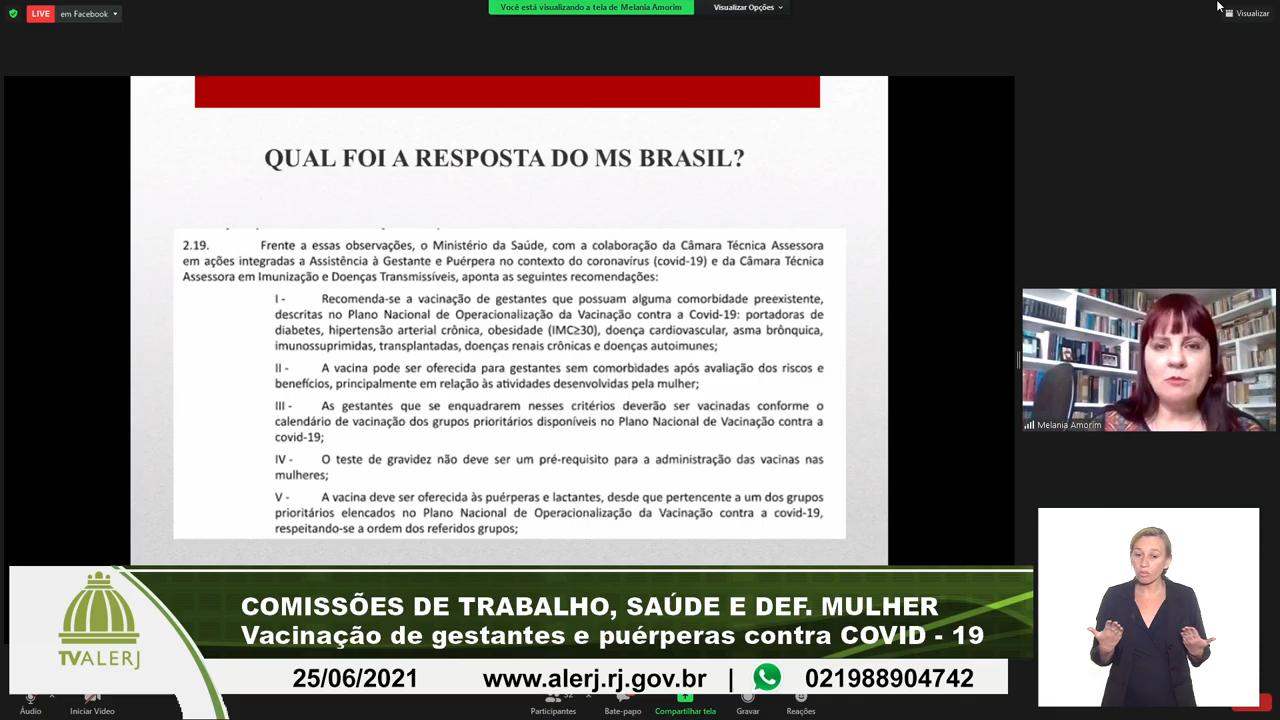 LIVE em Facebook
Você está visualizando a tela de Melania Amorim
Visualizar Opções
Visualizar
QUAL FOI A RESPOSTA DO MS BRASIL?
2.19. Frente a essas observações, o Ministério da Saúde, com a colaboração da Câmara Técnica Assessora
em ações integradas a Assistência à Gestante e Puérpera no contexto do coronavírus (covid-19) e da Câmara Técnica
Assessora em Imunização e Doenças Transmissíveis, aponta as seguintes recomendações:
I - Recomenda-se a vacinação de gestantes que possuam alguma comorbidade preexistente,
descritas no Plano Nacional de Operacionalização da Vacinação contra a Covid-19: portadoras de
diabetes, hipertensão arterial crônica, obesidade (IMC≥30), doença cardiovascular, asma brônquica,
imunossuprimidas, transplantadas, doenças renais crônicas e doenças autoimunes;
II - A vacina pode ser oferecida para gestantes sem comorbidades após avaliação dos riscos e
benefícios, principalmente em relação às atividades desenvolvidas pela mulher;
III - As gestantes que se enquadrarem nesses critérios deverão ser vacinadas conforme o
calendário de vacinação dos grupos prioritários disponíveis no Plano Nacional de Vacinação contra a
covid-19;
IV - O teste de gravidez não deve ser um pré-requisito para a administração das vacinas nas
mulheres;
V - A vacina deve ser oferecida às puérperas e lactantes, desde que pertencente a um dos grupos
prioritários elencados no Plano Nacional de Operacionalização da Vacinação contra a covid-19,
respeitando-se a ordem dos referidos grupos;
Melania Amorim
TVALERJ
COMISSÕES DE TRABALHO, SAÚDE E DEF. MULHER
Vacinação de gestantes e puérperas contra COVID - 19
25/06/2021 www.alerj.rj.gov.br | 021988904742
Áudio Iniciar Vídeo Participantes Bate-papo Compartilhar tela Gravar Reações